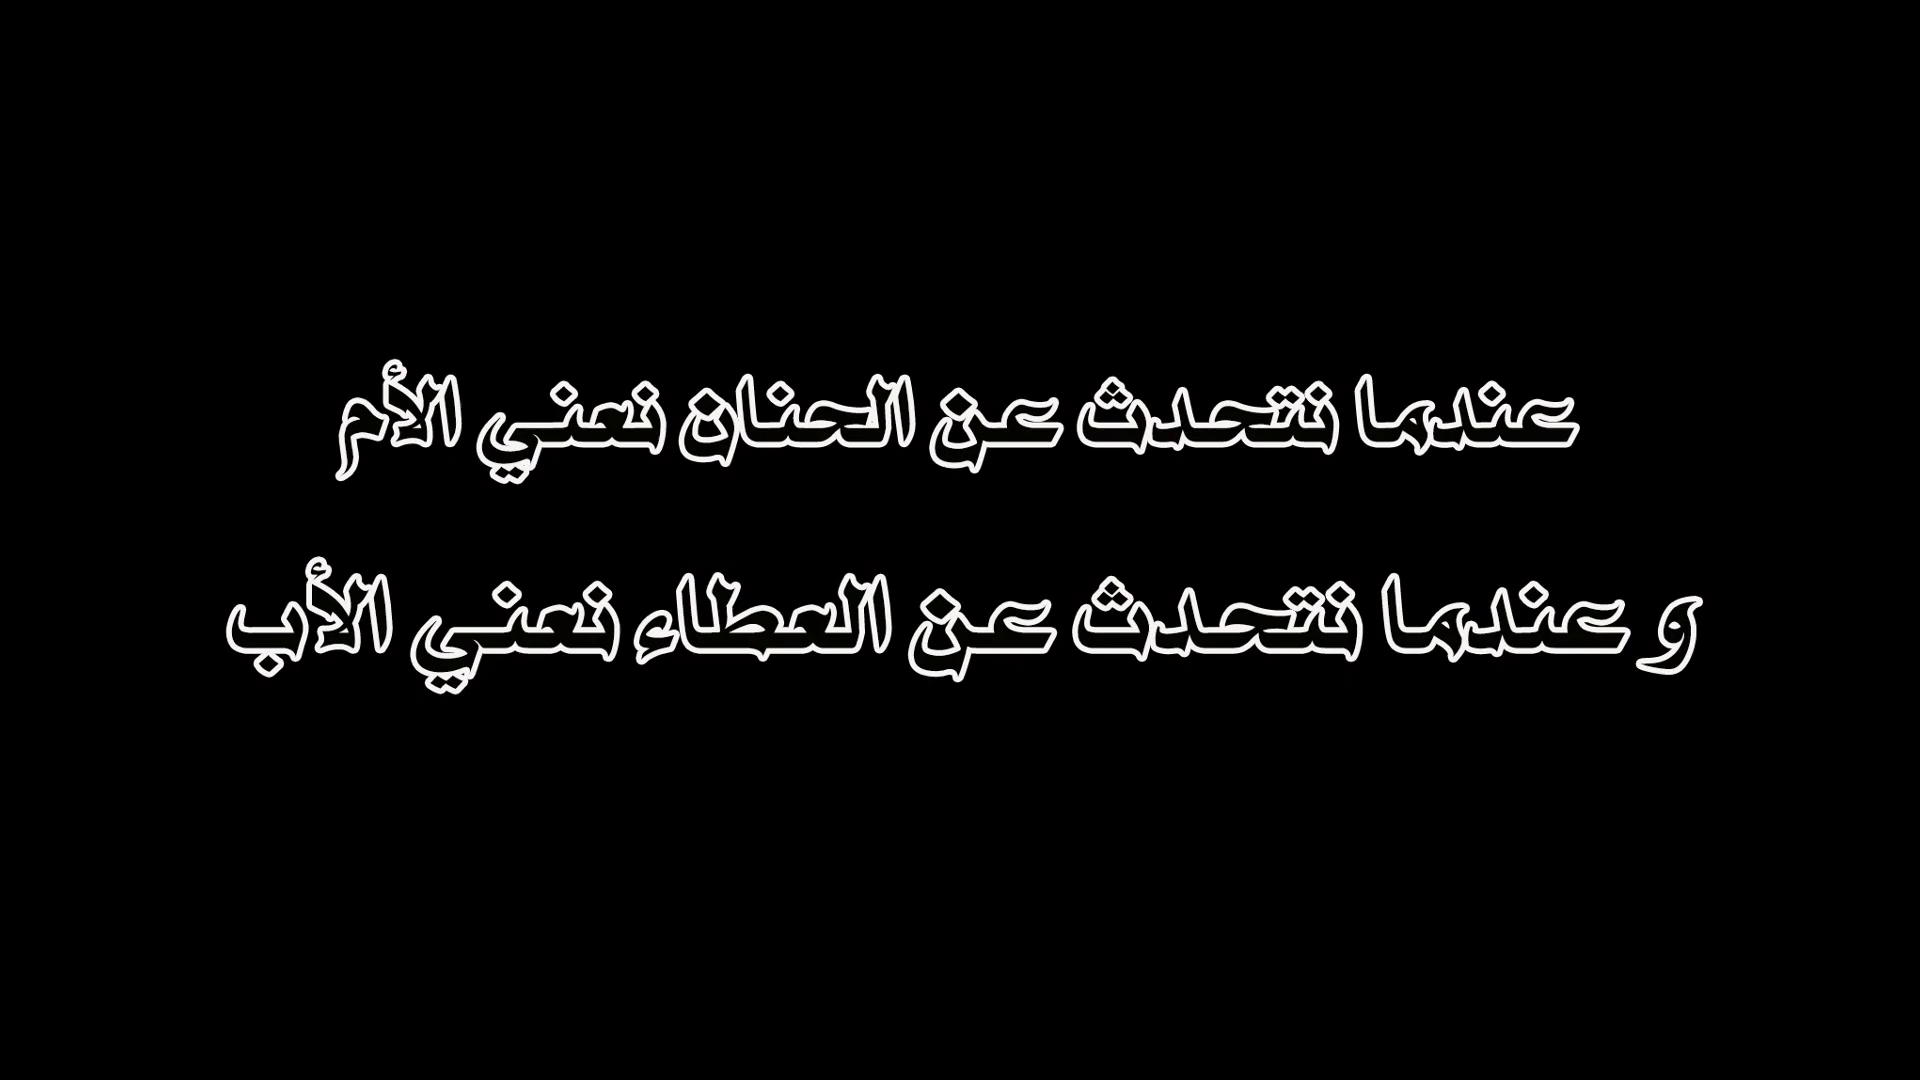 عندما نتحدث عن الحنان نعني الأم
و عندما نتحدث عن العطاء نعني الأب